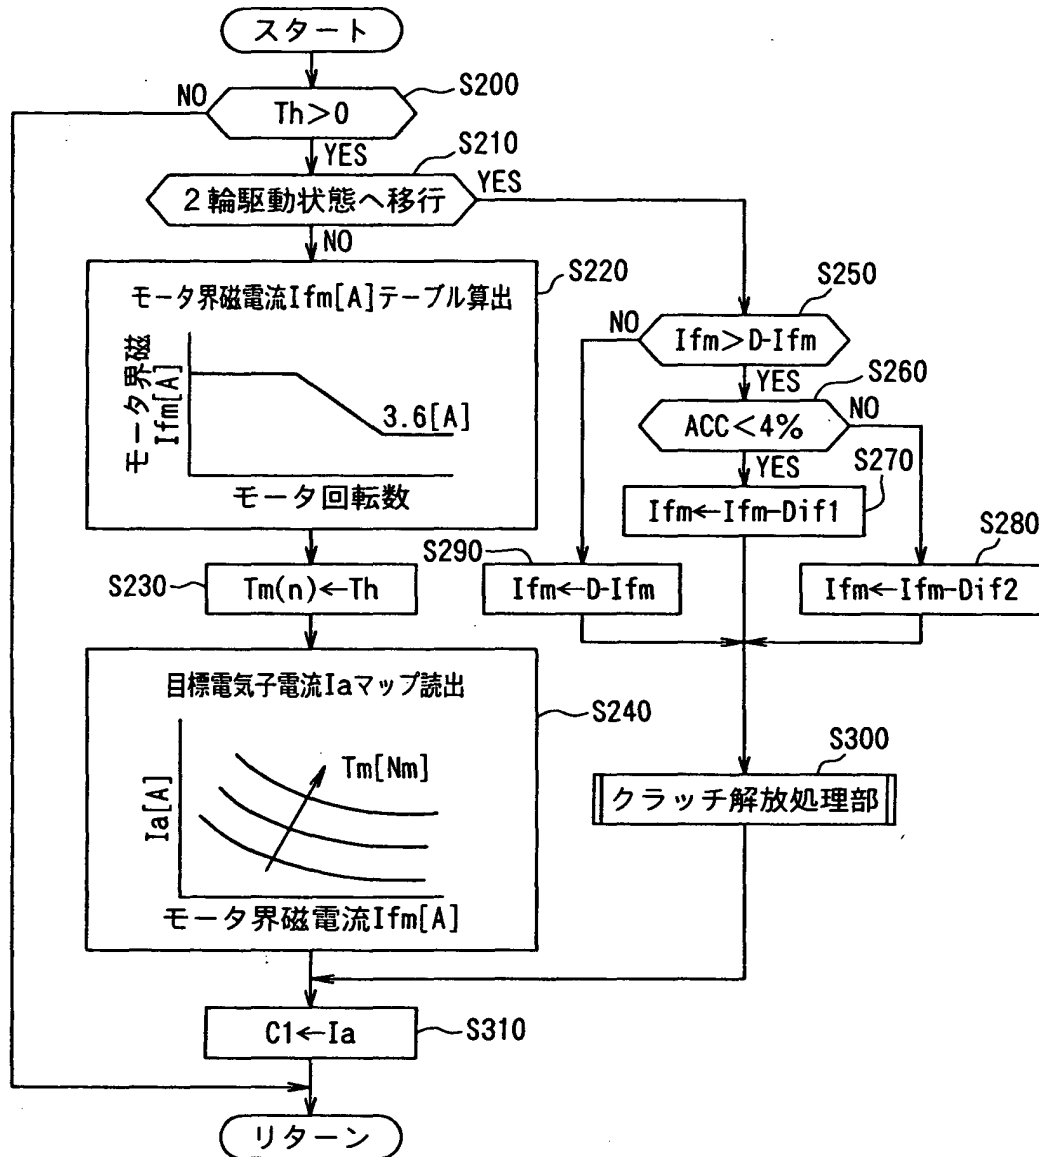 スタート
S200
NO
Th>0
YES
S210
2輪駆動状態へ移行
YES
NO
S220
モータ界磁電流Ifm[A]テーブル算出
モータ界磁
Ifm[A]
3.6[A]
モータ回転数
S230
Tm(n)←Th
目標電気子電流Iaマップ読出
S240
Ia[A]
Tm[Nm]
モータ界磁電流Ifm[A]
S250
NO
Ifm>D-Ifm
YES
S260
ACC<4%
NO
YES
S270
Ifm←Ifm-Dif1
S280
Ifm←Ifm-Dif2
S290
Ifm←D-Ifm
S300
クラッチ解放処理部
C1←Ia
S310
リターン